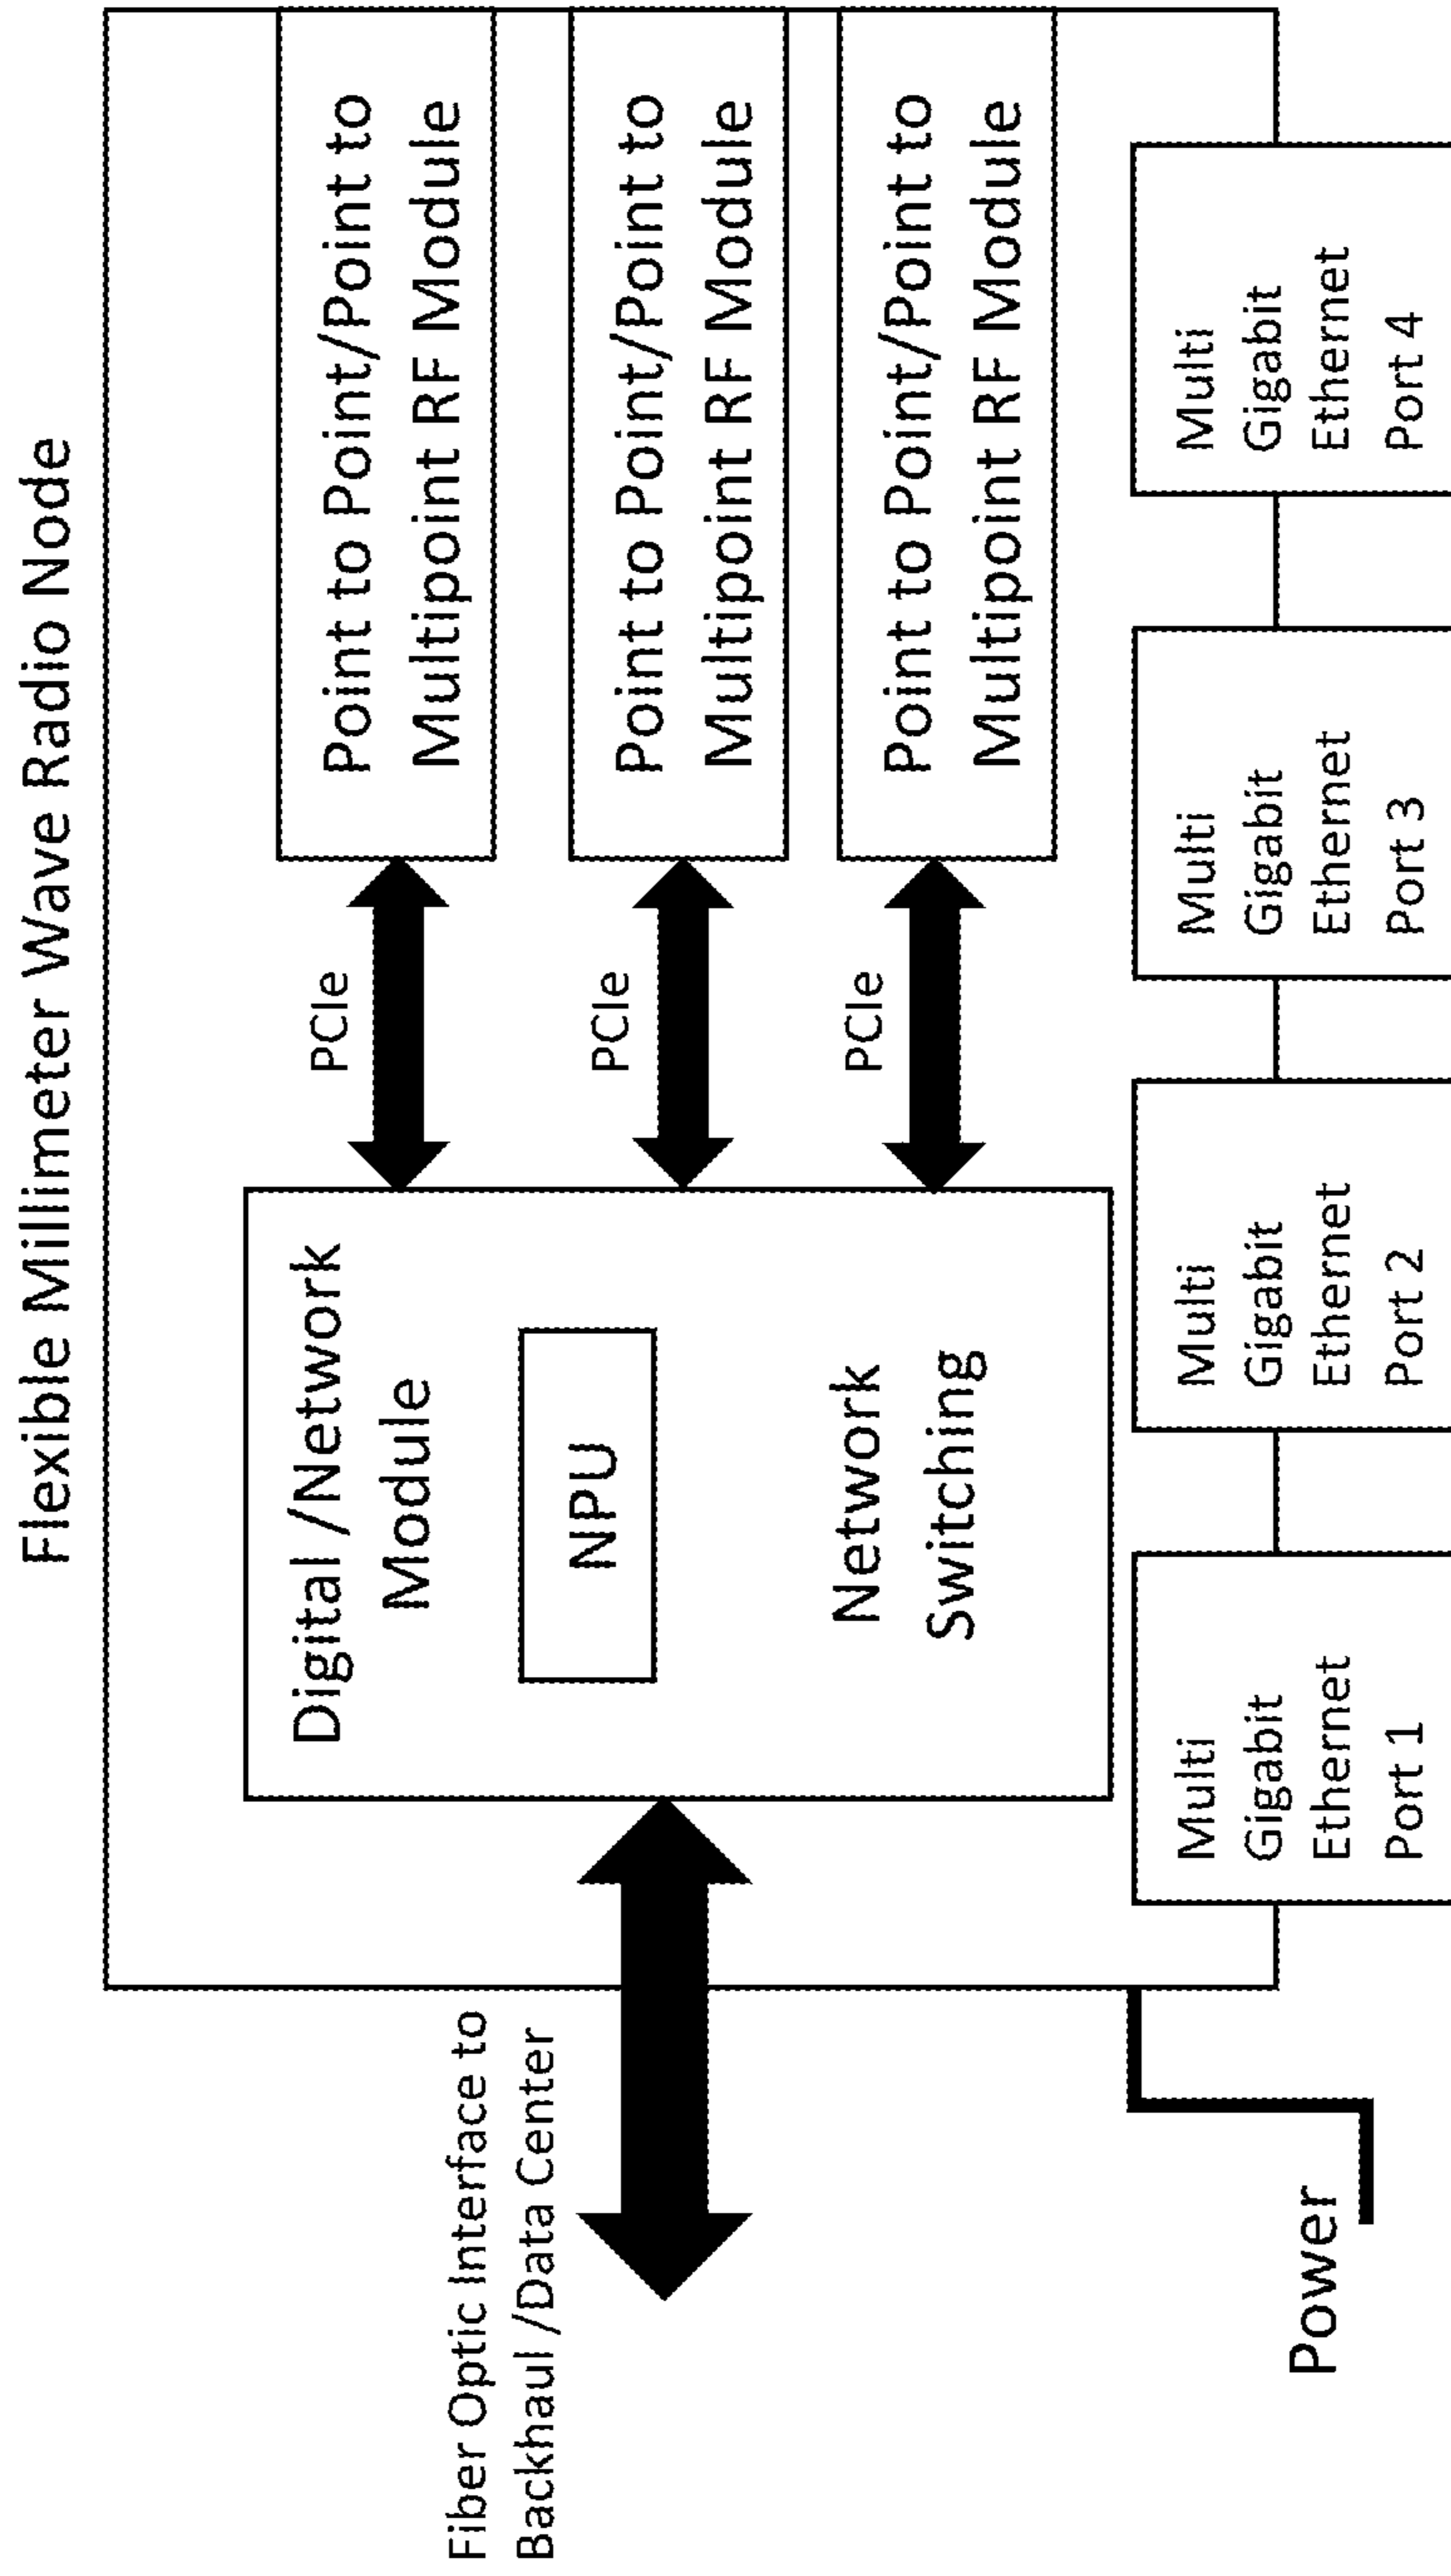 Flexible Millimeter Wave Radio Node
Fiber Optic Interface to
Backhaul /Data Center
Digital /Network
Module
NPU
Network
Switching
PCIe
Point to Point/Point to
Multipoint RF Module
PCIe
Point to Point/Point to
Multipoint RF Module
PCIe
Point to Point/Point to
Multipoint RF Module
Power
Multi
Gigabit
Ethernet
Port 1
Multi
Gigabit
Ethernet
Port 2
Multi
Gigabit
Ethernet
Port 3
Multi
Gigabit
Ethernet
Port 4